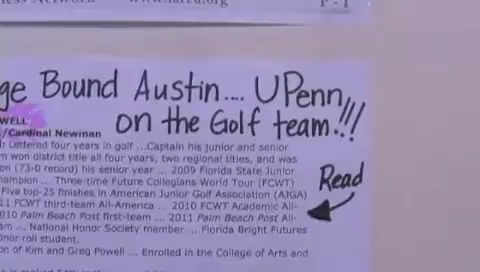 P - 1
ge Bound Austin.... UPenn
on the Golf team!!!
WELL
/Cardinal Newman
Lettered four years in golf ... Captain his junior and senior
won district title all four years, two regional titles, and was
on (73-0 record) his senior year ... 2009 Florida State Junior
hampion ... Three-time Future Collegians World Tour (FCWT)
Five top-25 finishes in American Junior Golf Association (AJGA)
11 FCWT third-team All-America ... 2010 FCWT Academic All-
010 Palm Beach Post first-team ... 2011 Palm Beach Post All-
am ... National Honor Society member ... Florida Bright Futures
onor roll student.
on of Kim and Greg Powell ... Enrolled in the College of Arts and
Read